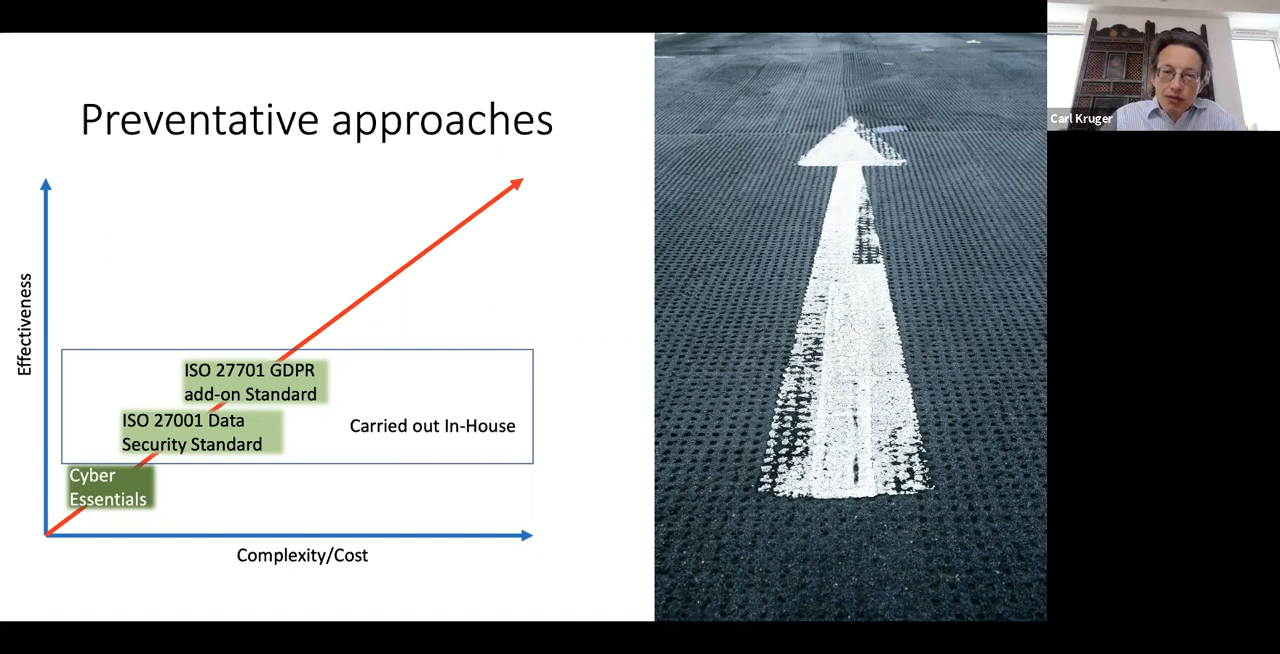 Preventative approaches
Carl Kruger
Effectiveness
ISO 27701 GDPR
add-on Standard
ISO 27001 Data
Security Standard
Carried out In-House
Cyber
Essentials
Complexity/Cost